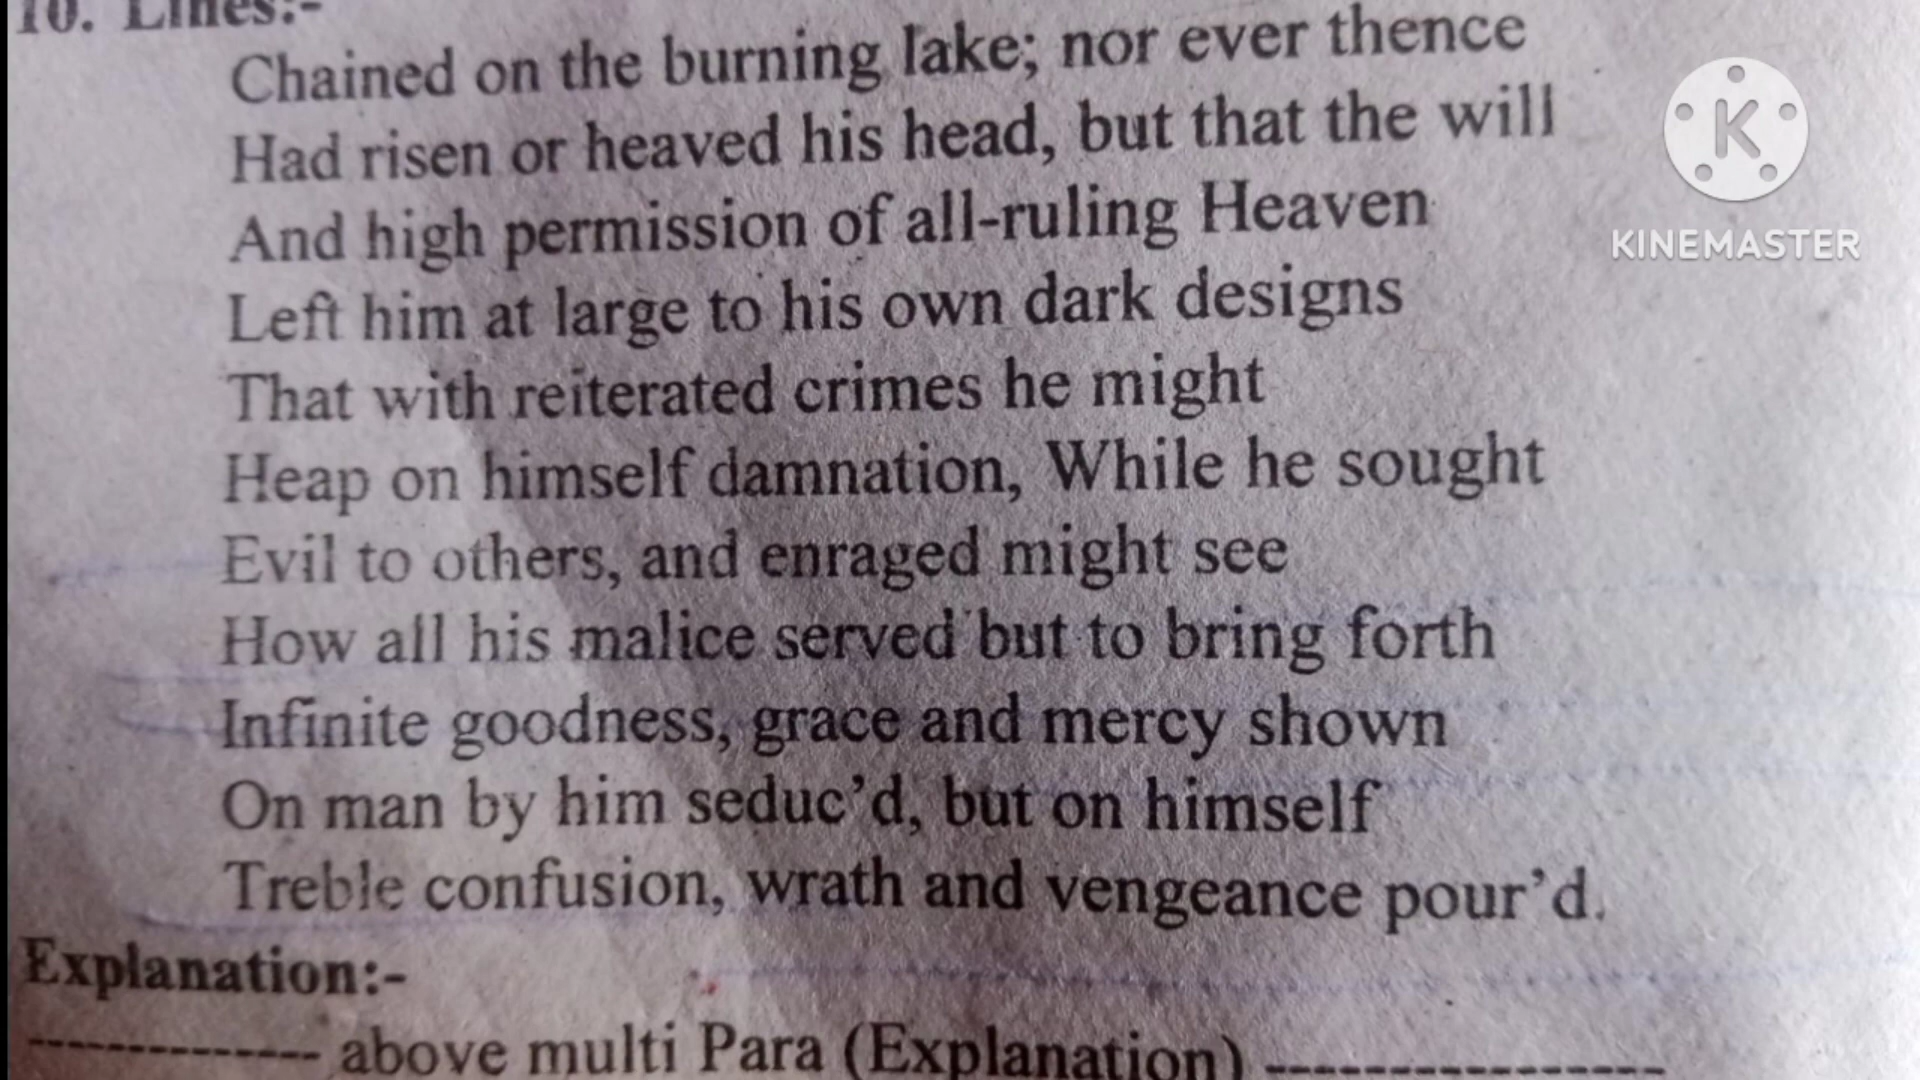 10. Lines:-
Chained on the burning lake; nor ever thence
Had risen or heaved his head, but that the will
And high permission of all-ruling Heaven
Left him at large to his own dark designs
That with reiterated crimes he might
Heap on himself damnation, While he sought
Evil to others, and enraged might see
How all his malice served but to bring forth
Infinite goodness, grace and mercy shown
On man by him seduc'd, but on himself
Treble confusion, wrath and vengeance pour'd.
Explanation:-
------------- above multi Para (Explanation) ------------------
K
KINEMASTER